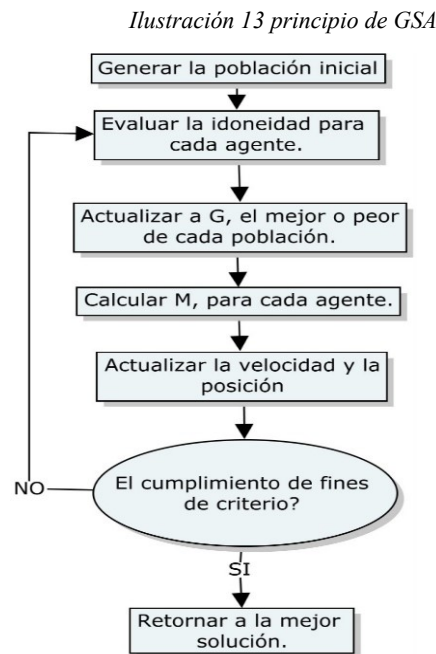 Ilustración 13 principio de GSA
Generar la población inicial
Evaluar la idoneidad para
cada agente.
Actualizar a G, el mejor o peor
de cada población.
Calcular M, para cada agente.
Actualizar la velocidad y la
posición
El cumplimiento de fines
de criterio?
NO
SI
Retornar a la mejor
solución.